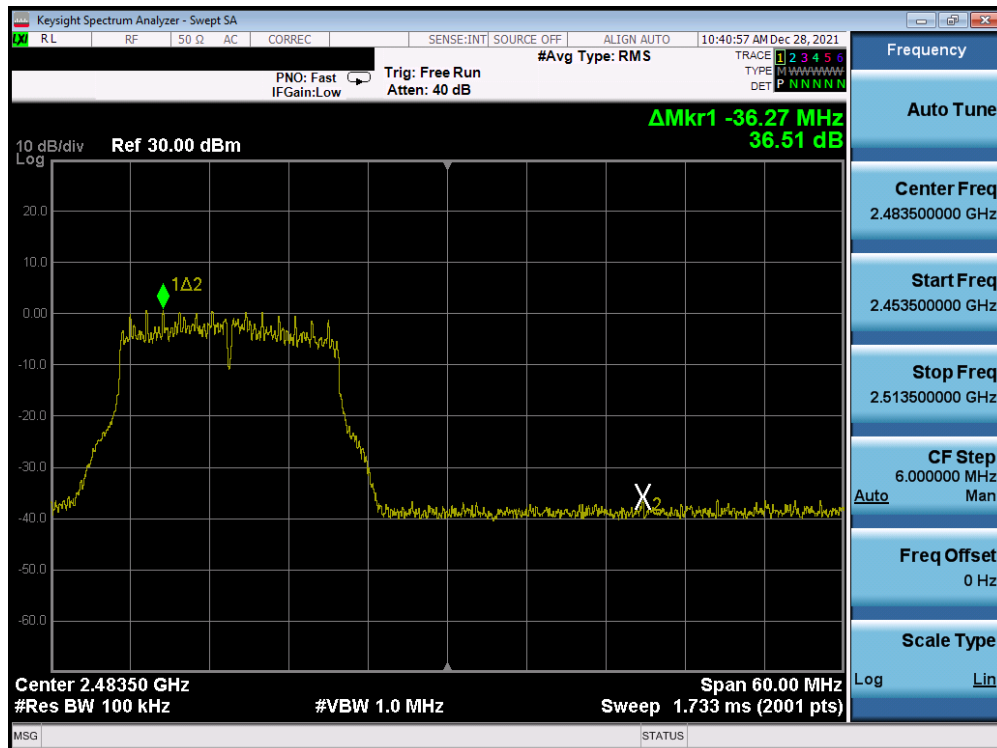 Keysight Spectrum Analyzer - Swept SA
LXI RL RF 50 Ω AC CORREC SENSE:INT SOURCE OFF ALIGN AUTO 10:40:57 AM Dec 28, 2021
#Avg Type: RMS
TRACE 1 2 3 4 5 6
PNO: Fast Trig: Free Run
TYPE M WWWWW
IFGain:Low Atten: 40 dB
DET P N N N N N
ΔMkr1 -36.27 MHz
36.51 dB
10 dB/div Ref 30.00 dBm
Log
20.0
10.0
1Δ2
0.00
-10.0
-20.0
-30.0
X2
-40.0
-50.0
-60.0
Center 2.48350 GHz Span 60.00 MHz
#Res BW 100 kHz #VBW 1.0 MHz Sweep 1.733 ms (2001 pts)
MSG STATUS
Frequency
Auto Tune
Center Freq
2.483500000 GHz
Start Freq
2.453500000 GHz
Stop Freq
2.513500000 GHz
CF Step
6.000000 MHz
Auto Man
Freq Offset
0 Hz
Scale Type
Log Lin